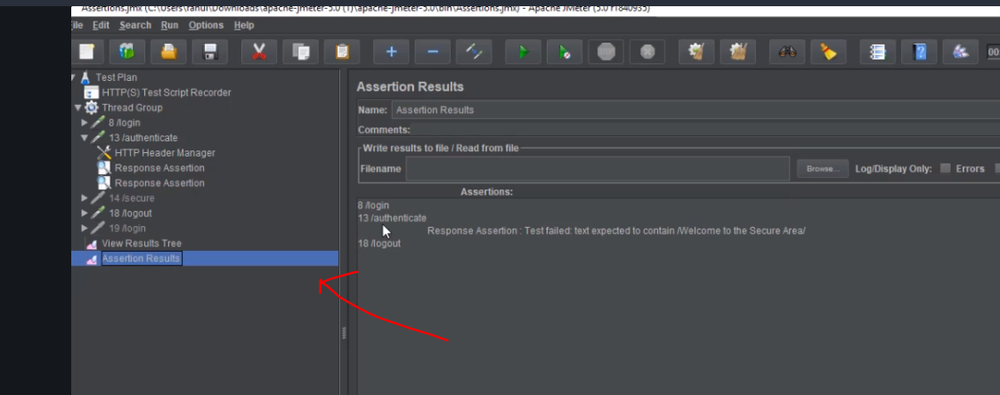 Assertions.jmx (C:\Users\rahul\Downloads\apache-jmeter-5.0 (1)\apache-jmeter-5.0\bin\Assertions.jmx) - Apache JMeter (5.0 r1840935)
ile Edit Search Run Options Help
00
Test Plan
HTTP(S) Test Script Recorder
Thread Group
8 /login
13 /authenticate
HTTP Header Manager
Response Assertion
Response Assertion
14 /secure
18 /logout
19 /login
View Results Tree
Assertion Results
Assertion Results
Name: Assertion Results
Comments:
Write results to file / Read from file
Filename Browse... Log/Display Only: Errors
Assertions:
8 /login
13 /authenticate
Response Assertion : Test failed: text expected to contain /Welcome to the Secure Area/
18 /logout